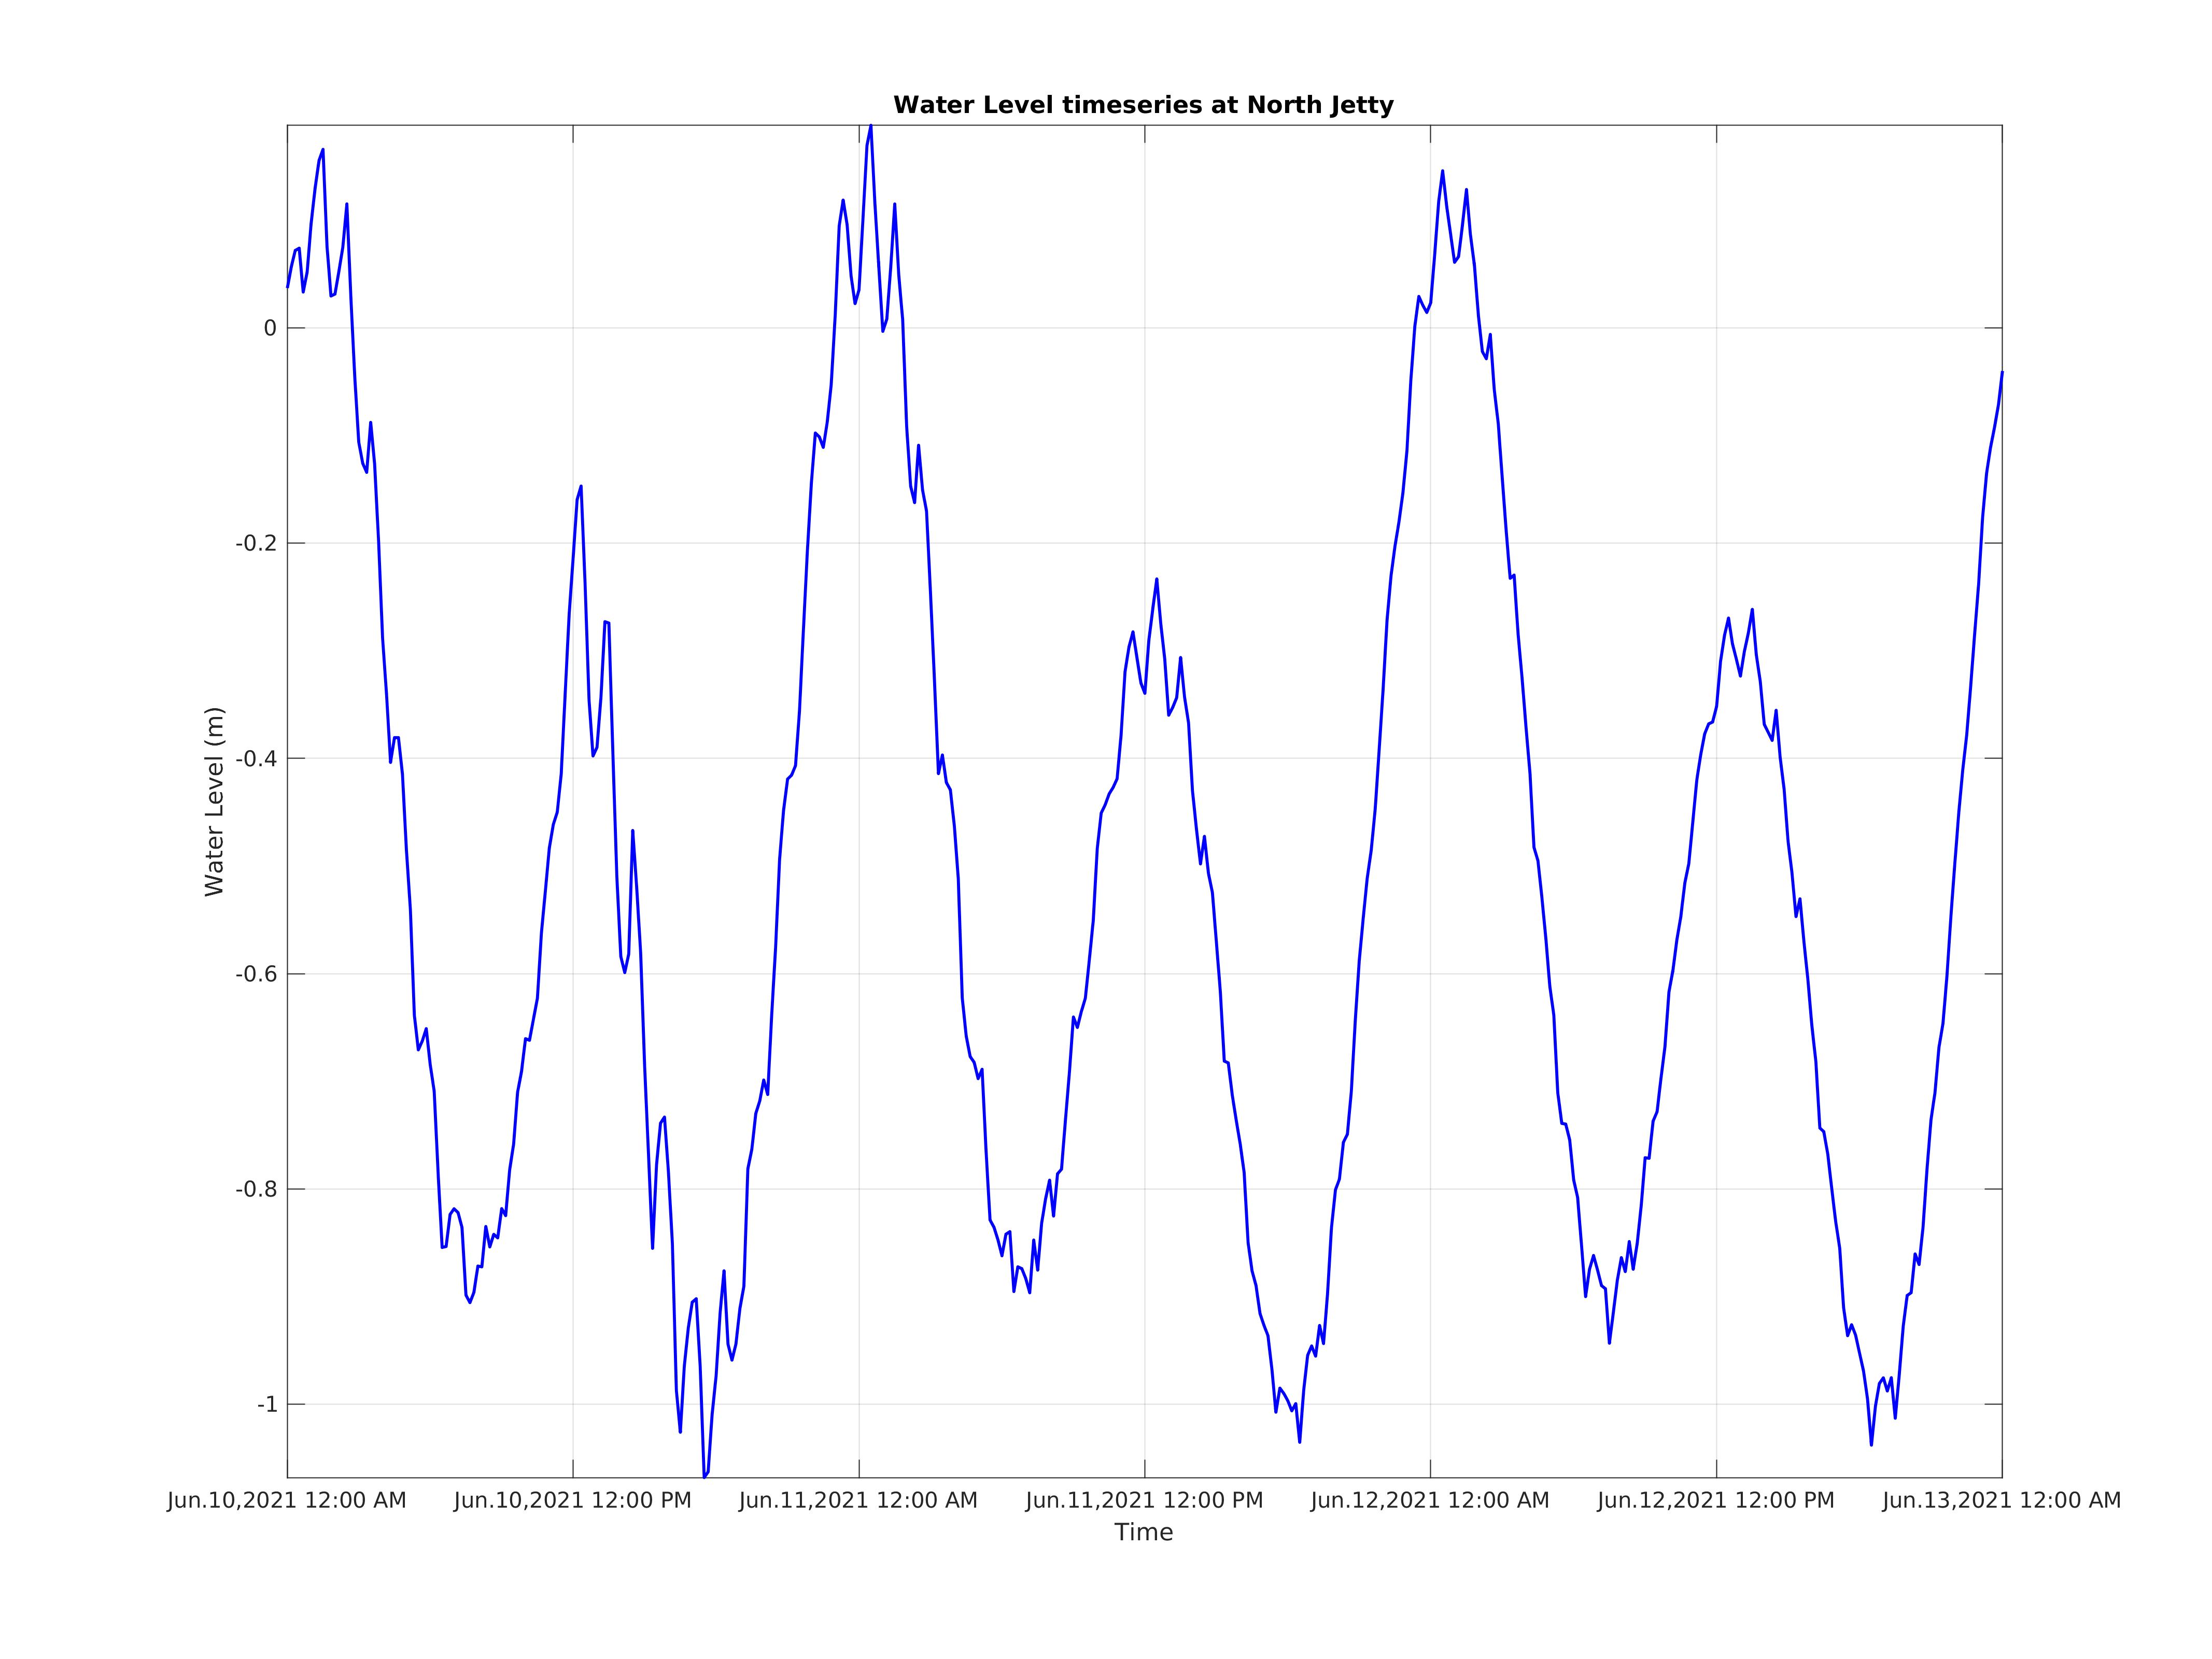 Water Level timeseries at North Jetty
Water Level (m)
0
-0.2
-0.4
-0.6
-0.8
-1
Jun.10,2021 12:00 AM
Jun.10,2021 12:00 PM
Jun.11,2021 12:00 AM
Jun.11,2021 12:00 PM
Jun.12,2021 12:00 AM
Jun.12,2021 12:00 PM
Jun.13,2021 12:00 AM
Time